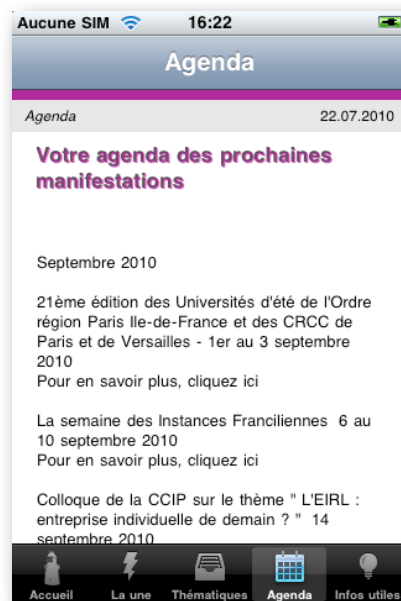 Aucune SIM 16:22
Agenda
Agenda 22.07.2010
Votre agenda des prochaines
manifestations
Septembre 2010
21ème édition des Universités d'été de l'Ordre
région Paris Ile-de-France et des CRCC de
Paris et de Versailles - 1er au 3 septembre
2010
Pour en savoir plus, cliquez ici
La semaine des Instances Franciliennes 6 au
10 septembre 2010
Pour en savoir plus, cliquez ici
Colloque de la CCIP sur le thème " L'EIRL :
entreprise individuelle de demain ? " 14
septembre 2010
Accueil La une Thématiques Agenda Infos utiles